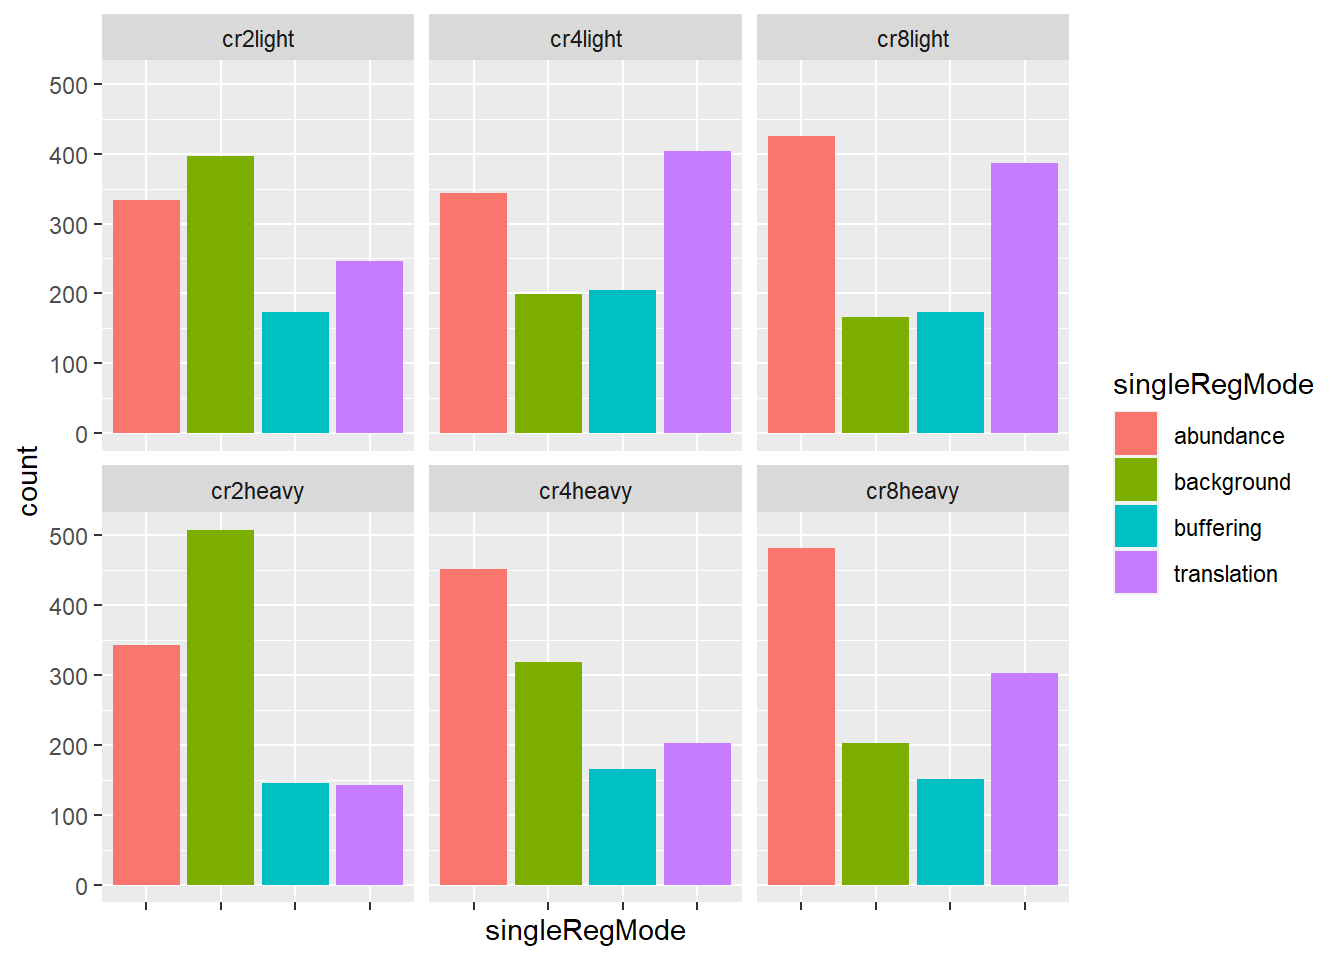 cr2light
cr4light
cr8light
500
400
300
200
100
0
count
cr2heavy
cr4heavy
cr8heavy
500
400
300
200
100
0
singleRegMode
singleRegMode
abundance
background
buffering
translation